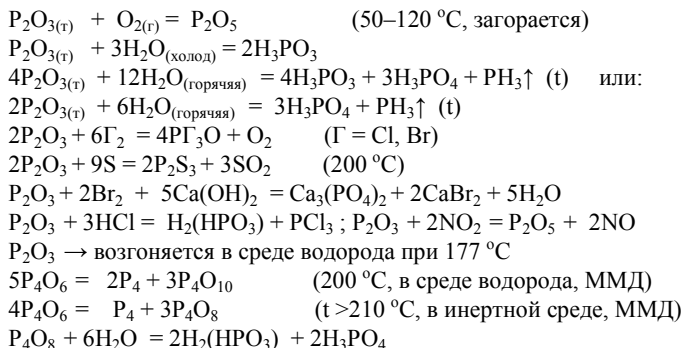 P₂O₃₍т₎ + O₂₍г₎ = P₂O₅ (50–120 °C, загорается)
P₂O₃₍т₎ + 3H₂O₍холод₎ = 2H₃PO₃
4P₂O₃₍т₎ + 12H₂O₍горячяя₎ = 4H₃PO₃ + 3H₃PO₄ + PH₃↑ (t) или:
2P₂O₃₍т₎ + 6H₂O₍горячяя₎ = 3H₃PO₄ + PH₃↑ (t)
2P₂O₃ + 6Г₂ = 4РГ₃О + O₂ (Г = Cl, Br)
2P₂O₃ + 9S = 2P₂S₃ + 3SO₂ (200 °C)
P₂O₃ + 2Br₂ + 5Ca(OH)₂ = Ca₃(PO₄)₂ + 2CaBr₂ + 5H₂O
P₂O₃ + 3HCl = H₂(HPO₃) + PCl₃ ; P₂O₃ + 2NO₂ = P₂O₅ + 2NO
P₂O₃ → возгоняется в среде водорода при 177 °C
5P₄O₆ = 2P₄ + 3P₄O₁₀ (200 °C, в среде водорода, ММД)
4P₄O₆ = P₄ + 3P₄O₈ (t >210 °C, в инертной среде, ММД)
P₄O₈ + 6H₂O = 2H₂(HPO₃) + 2H₃PO₄